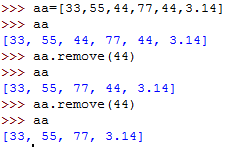 >>> aa=[33,55,44,77,44,3.14]
>>> aa
[33, 55, 44, 77, 44, 3.14]
>>> aa.remove(44)
>>> aa
[33, 55, 77, 44, 3.14]
>>> aa.remove(44)
>>> aa
[33, 55, 77, 3.14]